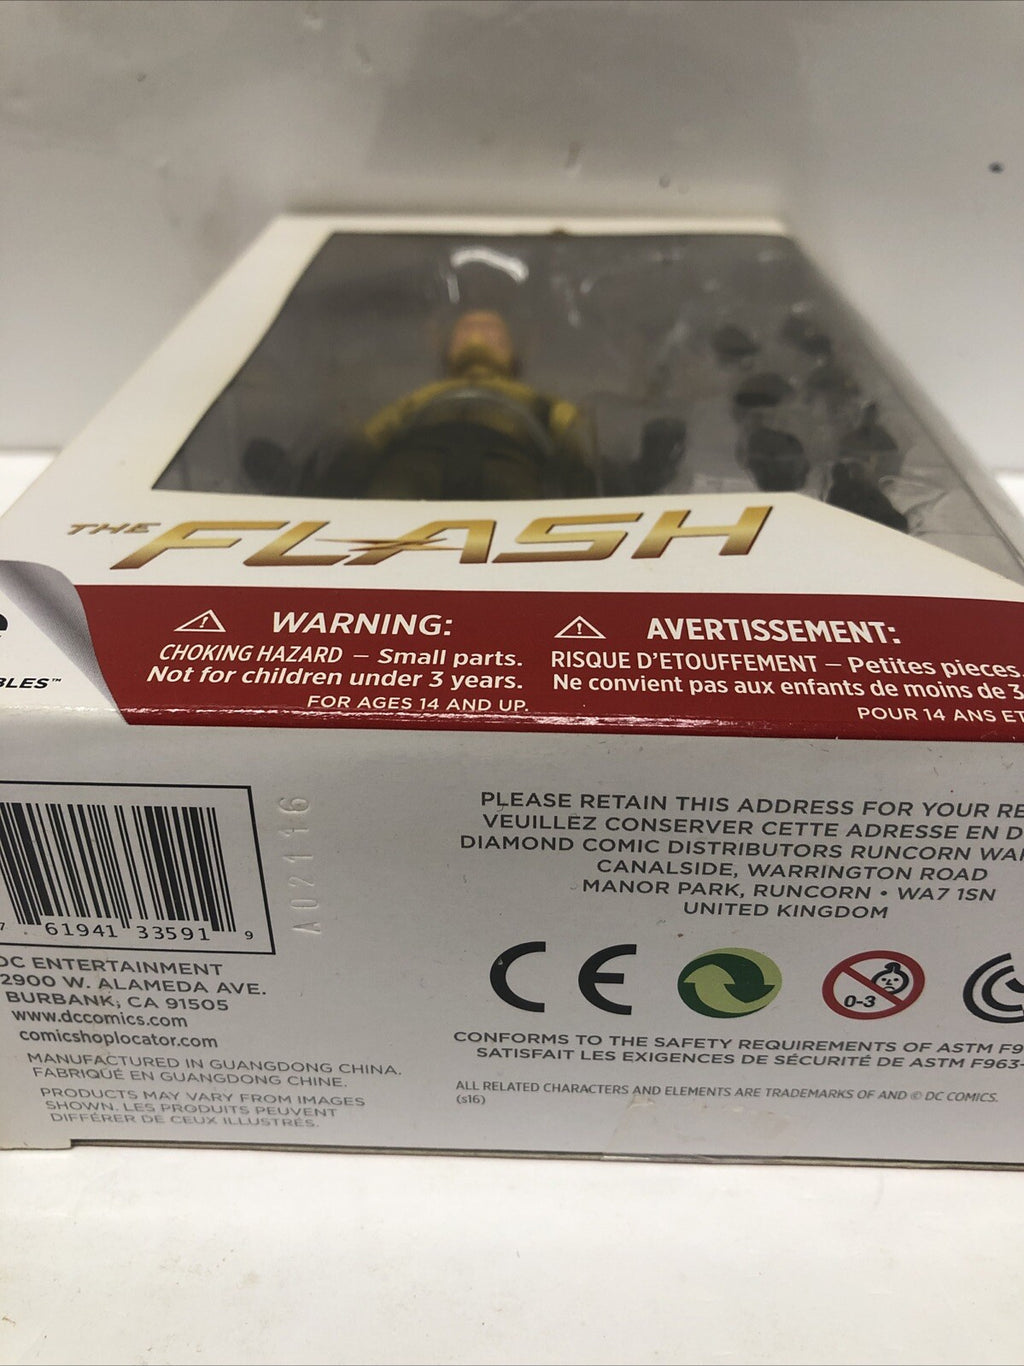 THE FLASH
WARNING:
CHOKING HAZARD – Small parts.
Not for children under 3 years.
FOR AGES 14 AND UP.
AVERTISSEMENT:
RISQUE D'ETOUFFEMENT – Petites pieces.
Ne convient pas aux enfants de moins de 3
POUR 14 ANS ET
BLES™
7 61941 33591 9
A02116
DC ENTERTAINMENT
2900 W. ALAMEDA AVE.
BURBANK, CA 91505
www.dccomics.com
comicshoplocator.com
MANUFACTURED IN GUANGDONG CHINA.
FABRIQUÉ EN GUANGDONG CHINE.
PRODUCTS MAY VARY FROM IMAGES
SHOWN. LES PRODUITS PEUVENT
DIFFÉRER DE CEUX ILLUSTRÉS.
PLEASE RETAIN THIS ADDRESS FOR YOUR RE
VEUILLEZ CONSERVER CETTE ADRESSE EN D
DIAMOND COMIC DISTRIBUTORS RUNCORN WA
CANALSIDE, WARRINGTON ROAD
MANOR PARK, RUNCORN • WA7 1SN
UNITED KINGDOM
CE
0-3
CONFORMS TO THE SAFETY REQUIREMENTS OF ASTM F9
SATISFAIT LES EXIGENCES DE SÉCURITÉ DE ASTM F963-
ALL RELATED CHARACTERS AND ELEMENTS ARE TRADEMARKS OF AND © DC COMICS.
(s16)